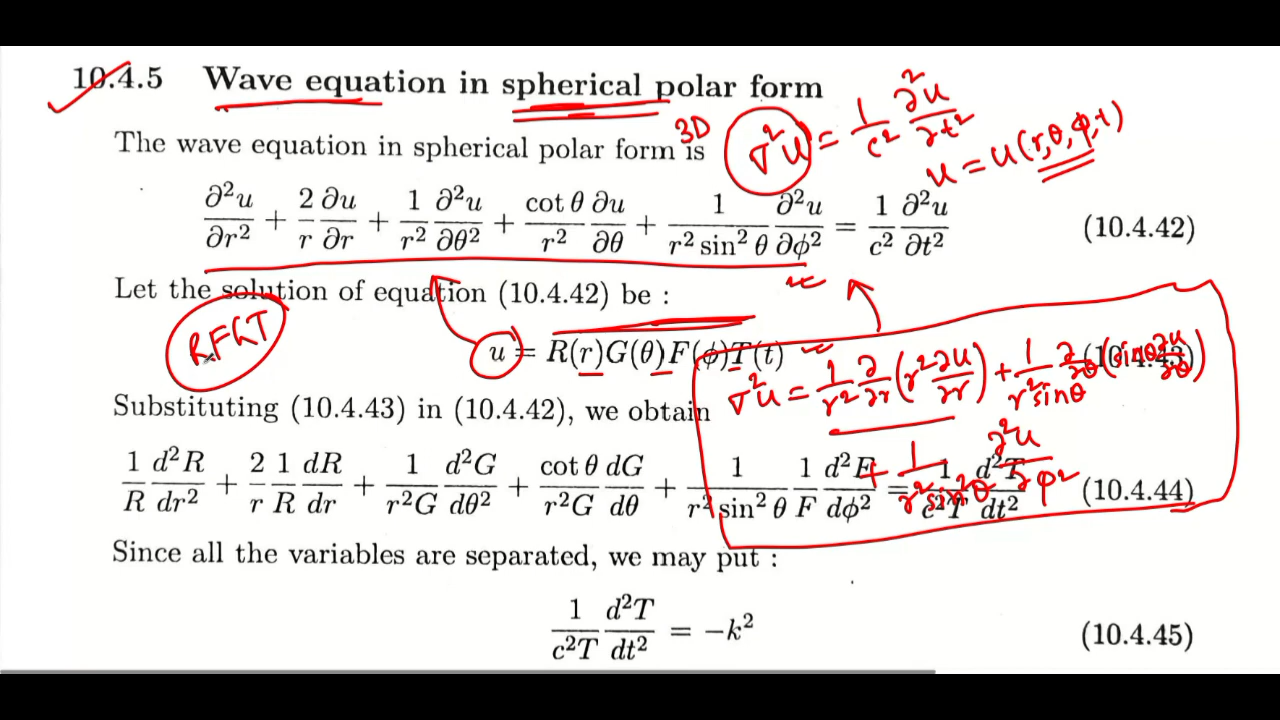 10.4.5 Wave equation in spherical polar form
The wave equation in spherical polar form is
3D
∇²u = 1/c² ∂²u/∂t²
u = u(r,θ,φ,t)
∂²u/∂r² + 2/r ∂u/∂r + 1/r² ∂²u/∂θ² + cot θ/r² ∂u/∂θ + 1/(r² sin² θ) ∂²u/∂ϕ² = 1/c² ∂²u/∂t² (10.4.42)
Let the solution of equation (10.4.42) be :
RFGT
u = R(r)G(θ)F(ϕ)T(t)
∇²u = 1/r² ∂/∂r (r² ∂u/∂r) + 1/(r² sinθ) ∂/∂θ (sinθ ∂u/∂θ)
+ 1/(r² sin²θ) ∂²u/∂φ²
Substituting (10.4.43) in (10.4.42), we obtain
1/R d²R/dr² + 2/r 1/R dR/dr + 1/(r²G) d²G/dθ² + cot θ/(r²G) dG/dθ + 1/(r² sin² θ) 1/F d²F/dϕ² = 1/(c²T) d²T/dt² (10.4.44)
Since all the variables are separated, we may put :
1/(c²T) d²T/dt² = −k² (10.4.45)